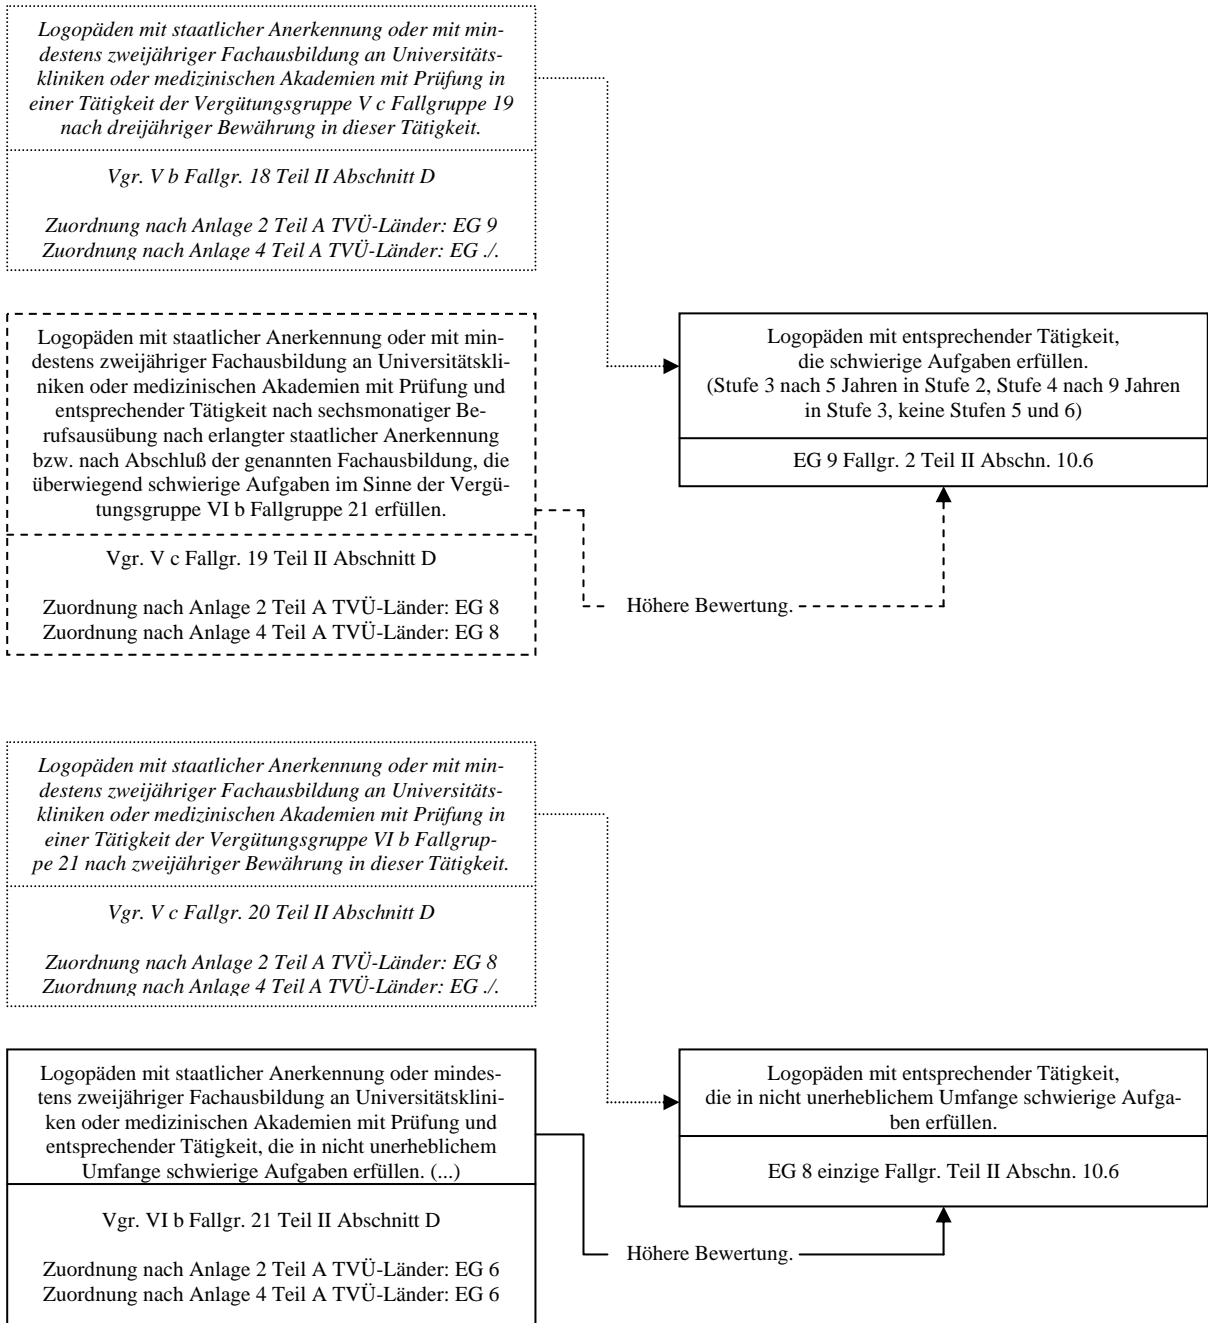 Logopäden mit staatlicher Anerkennung oder mit min-
destens zweijähriger Fachausbildung an Universitäts-
kliniken oder medizinischen Akademien mit Prüfung in
einer Tätigkeit der Vergütungsgruppe V c Fallgruppe 19
nach dreijähriger Bewährung in dieser Tätigkeit.
Vgr. V b Fallgr. 18 Teil II Abschnitt D
Zuordnung nach Anlage 2 Teil A TVÜ-Länder: EG 9
Zuordnung nach Anlage 4 Teil A TVÜ-Länder: EG ./.
Logopäden mit staatlicher Anerkennung oder mit min-
destens zweijähriger Fachausbildung an Universitätskli-
niken oder medizinischen Akademien mit Prüfung und
entsprechender Tätigkeit nach sechsmonatiger Be-
rufsausübung nach erlangter staatlicher Anerkennung
bzw. nach Abschluß der genannten Fachausbildung, die
überwiegend schwierige Aufgaben im Sinne der Vergü-
tungsgruppe VI b Fallgruppe 21 erfüllen.
Vgr. V c Fallgr. 19 Teil II Abschnitt D
Zuordnung nach Anlage 2 Teil A TVÜ-Länder: EG 8
Zuordnung nach Anlage 4 Teil A TVÜ-Länder: EG 8
Logopäden mit entsprechender Tätigkeit,
die schwierige Aufgaben erfüllen.
(Stufe 3 nach 5 Jahren in Stufe 2, Stufe 4 nach 9 Jahren
in Stufe 3, keine Stufen 5 und 6)
EG 9 Fallgr. 2 Teil II Abschn. 10.6
Höhere Bewertung.
Logopäden mit staatlicher Anerkennung oder mit min-
destens zweijähriger Fachausbildung an Universitäts-
kliniken oder medizinischen Akademien mit Prüfung in
einer Tätigkeit der Vergütungsgruppe VI b Fallgrup-
pe 21 nach zweijähriger Bewährung in dieser Tätigkeit.
Vgr. V c Fallgr. 20 Teil II Abschnitt D
Zuordnung nach Anlage 2 Teil A TVÜ-Länder: EG 8
Zuordnung nach Anlage 4 Teil A TVÜ-Länder: EG ./.
Logopäden mit staatlicher Anerkennung oder mindes-
tens zweijähriger Fachausbildung an Universitätsklini-
ken oder medizinischen Akademien mit Prüfung und
entsprechender Tätigkeit, die in nicht unerheblichem
Umfange schwierige Aufgaben erfüllen. (...)
Vgr. VI b Fallgr. 21 Teil II Abschnitt D
Zuordnung nach Anlage 2 Teil A TVÜ-Länder: EG 6
Zuordnung nach Anlage 4 Teil A TVÜ-Länder: EG 6
Logopäden mit entsprechender Tätigkeit,
die in nicht unerheblichem Umfange schwierige Aufga-
ben erfüllen.
EG 8 einzige Fallgr. Teil II Abschn. 10.6
Höhere Bewertung.